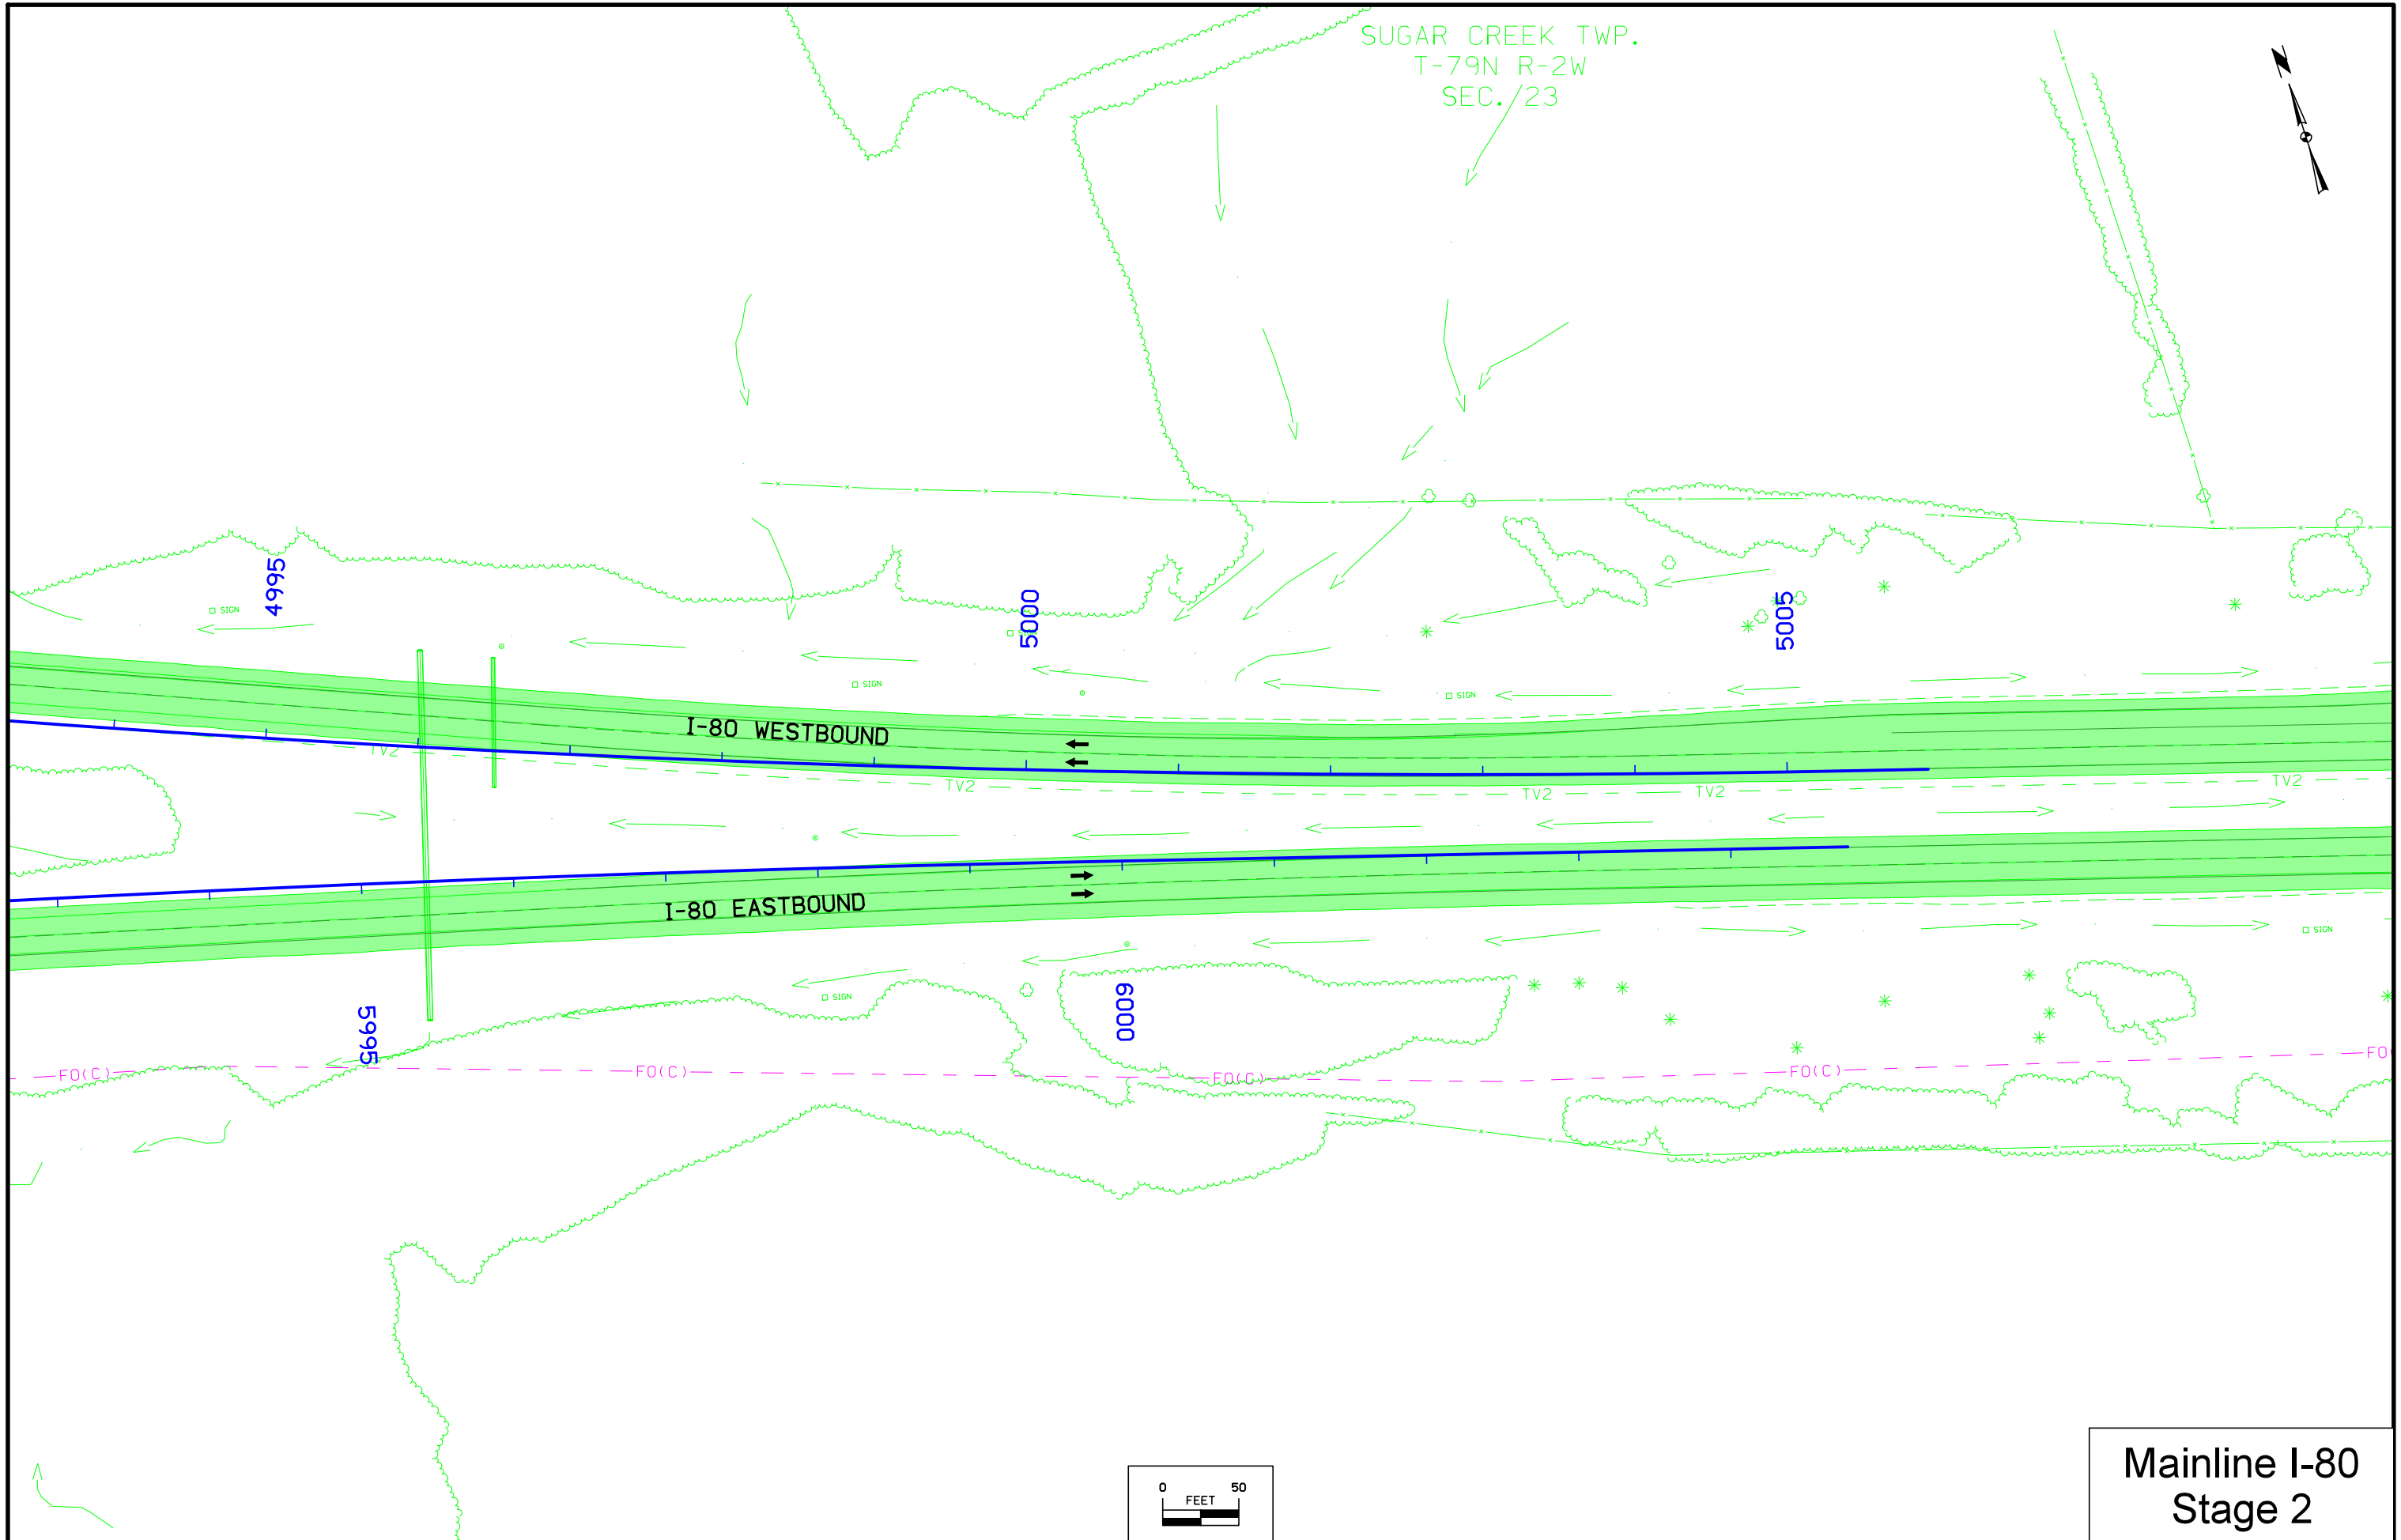 SUGAR CREEK TWP.
T-79N R-2W
SEC. 23
4995
SIGN
5000
SIGN
5005
SIGN
SIGN
I-80 WESTBOUND
TV2
TV2
TV2
TV2
TV2
I-80 EASTBOUND
SIGN
SIGN
5995
6000
FO(C)
FO(C)
FO(C)
FO(C)
FO(
0 50
FEET
Mainline I-80
Stage 2